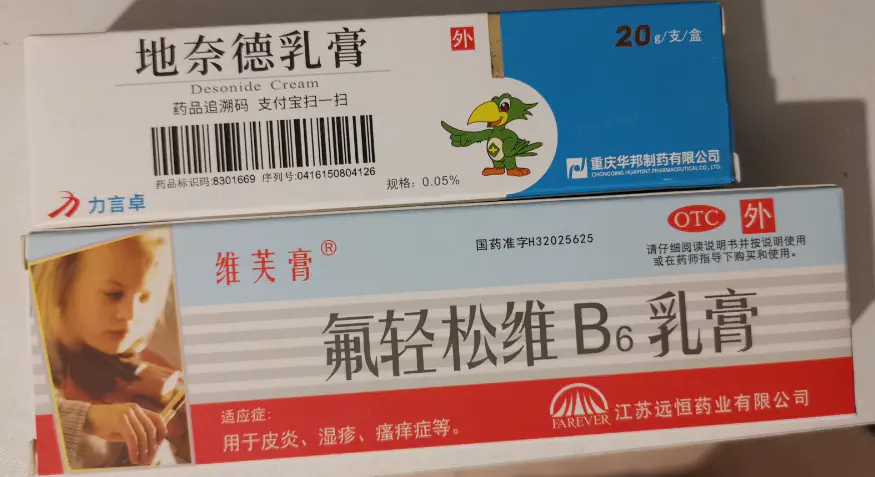 地奈德乳膏
外
20g/支/盒
Desonide Cream
药品追溯码 支付宝扫一扫
药品标识码:8301669 序列号:0416150804126
规格: 0.05%
力言卓
重庆华邦制药有限公司
CHONGQING HUAPONT PHARMACEUTICAL CO., LTD.
维芙膏®
国药准字H32025625
OTC 外
请仔细阅读说明书并按说明使用
或在药师指导下购买和使用。
氟轻松维B6乳膏
适应症:
用于皮炎、湿疹、瘙痒症等。
FAREVER
江苏远恒药业有限公司